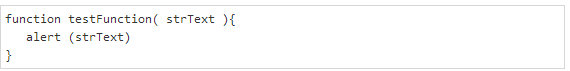 function testFunction( strText ){
   alert (strText)
}